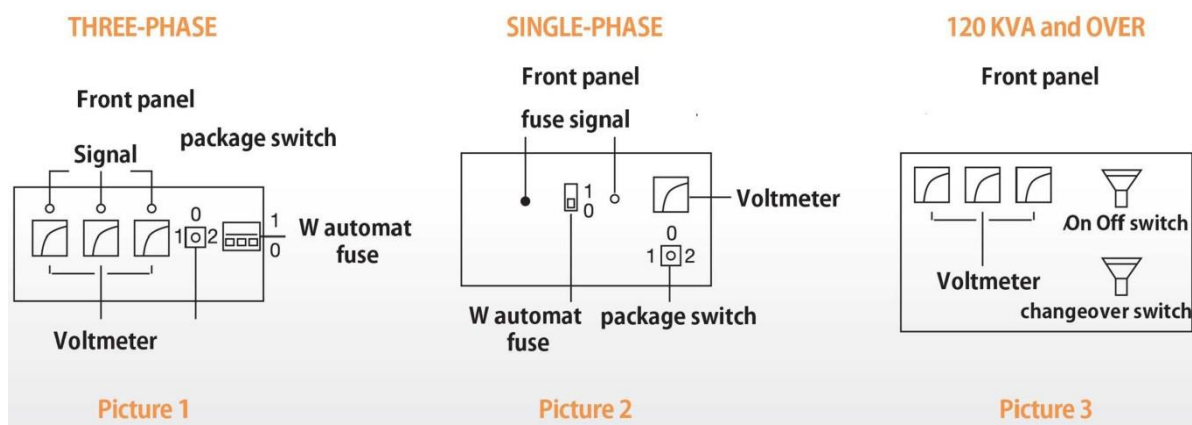 THREE-PHASE
Front panel
package switch
Signal
0
1 2
1
0
W automat
fuse
Voltmeter
Picture 1
SINGLE-PHASE
Front panel
fuse signal
1
0
Voltmeter
0
1 2
W automat
fuse
package switch
Picture 2
120 KVA and OVER
Front panel
On Off switch
Voltmeter
changeover switch
Picture 3